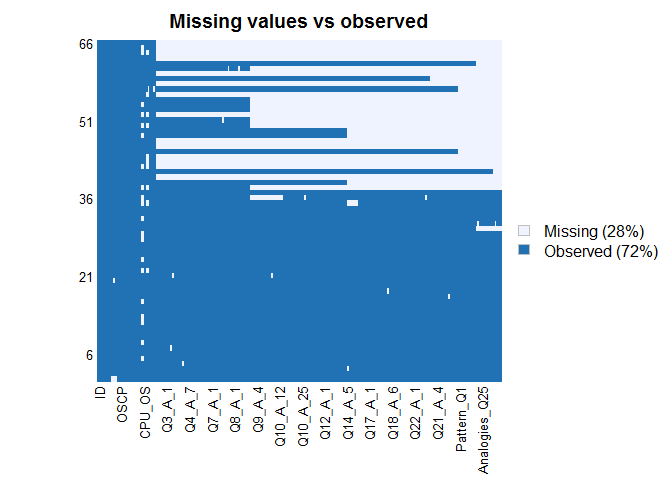 Missing values vs observed
66
51
36
21
6
Missing (28%)
Observed (72%)
ID
OSCP
CPU_OS
Q3_A_1
Q4_A_7
Q7_A_1
Q8_A_1
Q9_A_4
Q10_A_12
Q10_A_25
Q12_A_1
Q14_A_5
Q17_A_1
Q18_A_6
Q22_A_1
Q21_A_4
Pattern_Q1
Analogies_Q25